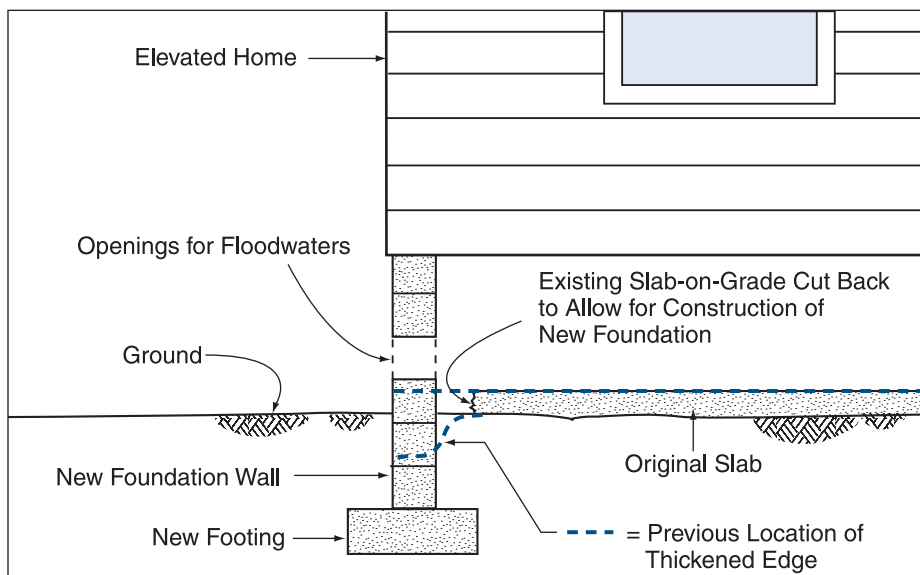 Elevated Home
Openings for Floodwaters
Existing Slab-on-Grade Cut Back
to Allow for Construction of
New Foundation
Ground
Original Slab
New Foundation Wall
New Footing
= Previous Location of
Thickened Edge